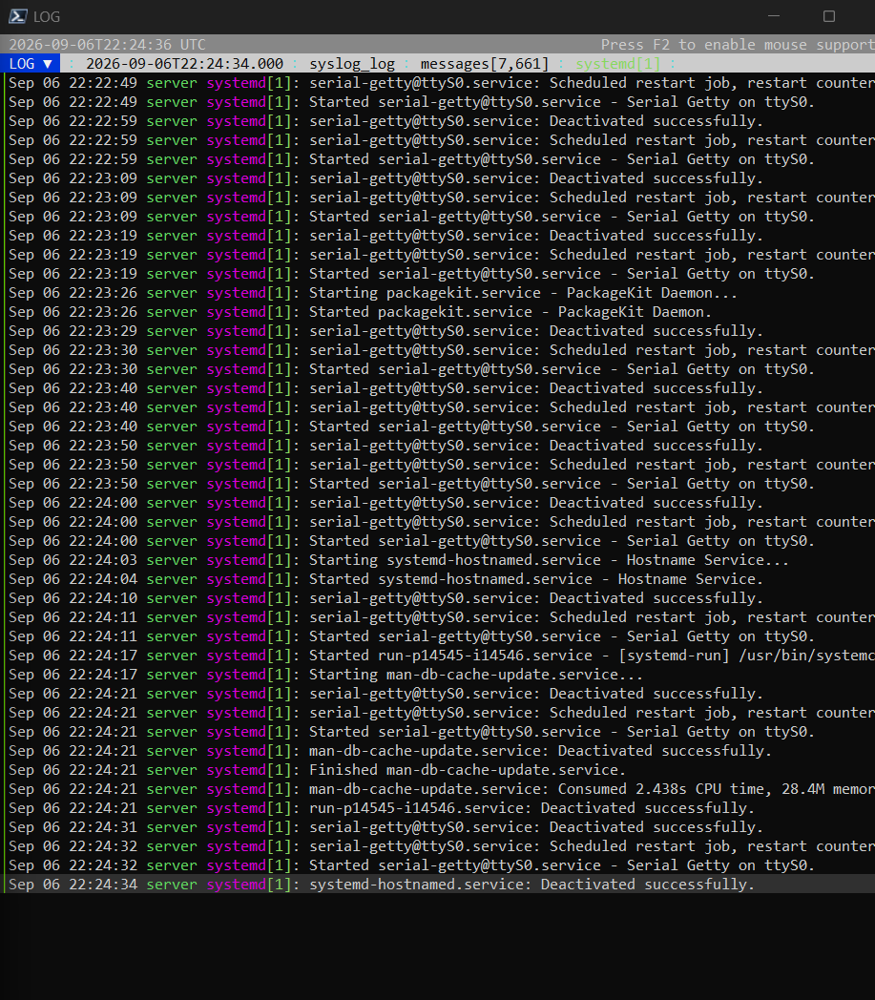 LOG
2026-09-06T22:24:36 UTC Press F2 to enable mouse support
LOG ▼ : 2026-09-06T22:24:34.000 : syslog_log : messages[7,661] : systemd[1] :
Sep 06 22:22:49 server systemd[1]: serial-getty@ttyS0.service: Scheduled restart job, restart counter
Sep 06 22:22:49 server systemd[1]: Started serial-getty@ttyS0.service - Serial Getty on ttyS0.
Sep 06 22:22:59 server systemd[1]: serial-getty@ttyS0.service: Deactivated successfully.
Sep 06 22:22:59 server systemd[1]: serial-getty@ttyS0.service: Scheduled restart job, restart counter
Sep 06 22:22:59 server systemd[1]: Started serial-getty@ttyS0.service - Serial Getty on ttyS0.
Sep 06 22:23:09 server systemd[1]: serial-getty@ttyS0.service: Deactivated successfully.
Sep 06 22:23:09 server systemd[1]: serial-getty@ttyS0.service: Scheduled restart job, restart counter
Sep 06 22:23:09 server systemd[1]: Started serial-getty@ttyS0.service - Serial Getty on ttyS0.
Sep 06 22:23:19 server systemd[1]: serial-getty@ttyS0.service: Deactivated successfully.
Sep 06 22:23:19 server systemd[1]: serial-getty@ttyS0.service: Scheduled restart job, restart counter
Sep 06 22:23:19 server systemd[1]: Started serial-getty@ttyS0.service - Serial Getty on ttyS0.
Sep 06 22:23:26 server systemd[1]: Starting packagekit.service - PackageKit Daemon...
Sep 06 22:23:26 server systemd[1]: Started packagekit.service - PackageKit Daemon.
Sep 06 22:23:29 server systemd[1]: serial-getty@ttyS0.service: Deactivated successfully.
Sep 06 22:23:30 server systemd[1]: serial-getty@ttyS0.service: Scheduled restart job, restart counter
Sep 06 22:23:30 server systemd[1]: Started serial-getty@ttyS0.service - Serial Getty on ttyS0.
Sep 06 22:23:40 server systemd[1]: serial-getty@ttyS0.service: Deactivated successfully.
Sep 06 22:23:40 server systemd[1]: serial-getty@ttyS0.service: Scheduled restart job, restart counter
Sep 06 22:23:40 server systemd[1]: Started serial-getty@ttyS0.service - Serial Getty on ttyS0.
Sep 06 22:23:50 server systemd[1]: serial-getty@ttyS0.service: Deactivated successfully.
Sep 06 22:23:50 server systemd[1]: serial-getty@ttyS0.service: Scheduled restart job, restart counter
Sep 06 22:23:50 server systemd[1]: Started serial-getty@ttyS0.service - Serial Getty on ttyS0.
Sep 06 22:24:00 server systemd[1]: serial-getty@ttyS0.service: Deactivated successfully.
Sep 06 22:24:00 server systemd[1]: serial-getty@ttyS0.service: Scheduled restart job, restart counter
Sep 06 22:24:00 server systemd[1]: Started serial-getty@ttyS0.service - Serial Getty on ttyS0.
Sep 06 22:24:03 server systemd[1]: Starting systemd-hostnamed.service - Hostname Service...
Sep 06 22:24:04 server systemd[1]: Started systemd-hostnamed.service - Hostname Service.
Sep 06 22:24:10 server systemd[1]: serial-getty@ttyS0.service: Deactivated successfully.
Sep 06 22:24:11 server systemd[1]: serial-getty@ttyS0.service: Scheduled restart job, restart counter
Sep 06 22:24:11 server systemd[1]: Started serial-getty@ttyS0.service - Serial Getty on ttyS0.
Sep 06 22:24:17 server systemd[1]: Started run-p14545-i14546.service - [systemd-run] /usr/bin/systemc
Sep 06 22:24:17 server systemd[1]: Starting man-db-cache-update.service...
Sep 06 22:24:21 server systemd[1]: serial-getty@ttyS0.service: Deactivated successfully.
Sep 06 22:24:21 server systemd[1]: serial-getty@ttyS0.service: Scheduled restart job, restart counter
Sep 06 22:24:21 server systemd[1]: Started serial-getty@ttyS0.service - Serial Getty on ttyS0.
Sep 06 22:24:21 server systemd[1]: man-db-cache-update.service: Deactivated successfully.
Sep 06 22:24:21 server systemd[1]: Finished man-db-cache-update.service.
Sep 06 22:24:21 server systemd[1]: man-db-cache-update.service: Consumed 2.438s CPU time, 28.4M memor
Sep 06 22:24:21 server systemd[1]: run-p14545-i14546.service: Deactivated successfully.
Sep 06 22:24:31 server systemd[1]: serial-getty@ttyS0.service: Deactivated successfully.
Sep 06 22:24:32 server systemd[1]: serial-getty@ttyS0.service: Scheduled restart job, restart counter
Sep 06 22:24:32 server systemd[1]: Started serial-getty@ttyS0.service - Serial Getty on ttyS0.
Sep 06 22:24:34 server systemd[1]: systemd-hostnamed.service: Deactivated successfully.